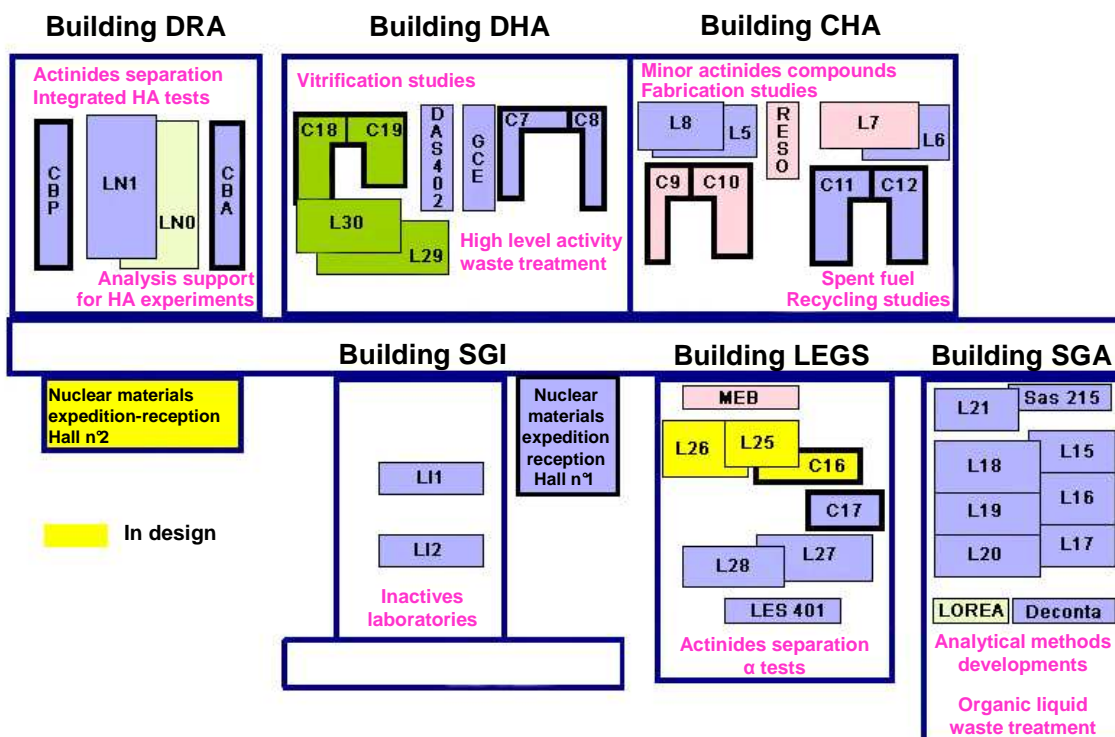 Building DRA
Building DHA
Building CHA
Actinides separation
Integrated HA tests
CBP
LN1
LN0
CBA
Analysis support
for HA experiments
Vitrification studies
C18
C19
DAS402
GCE
C7
C8
L30
L29
High level activity
waste treatment
Minor actinides compounds
Fabrication studies
L8
L5
RESO
L7
L6
C9
C10
C11
C12
Spent fuel
Recycling studies
Building SGI
Building LEGS
Building SGA
Nuclear materials
expedition-reception
Hall n°2
In design
LI1
LI2
Inactives
laboratories
Nuclear
materials
expedition
reception
Hall n°1
MEB
L26
L25
C16
C17
L28
L27
LES 401
Actinides separation
α tests
L21
Sas 215
L18
L15
L19
L16
L20
L17
LOREA
Deconta
Analytical methods
developments
Organic liquid
waste treatment